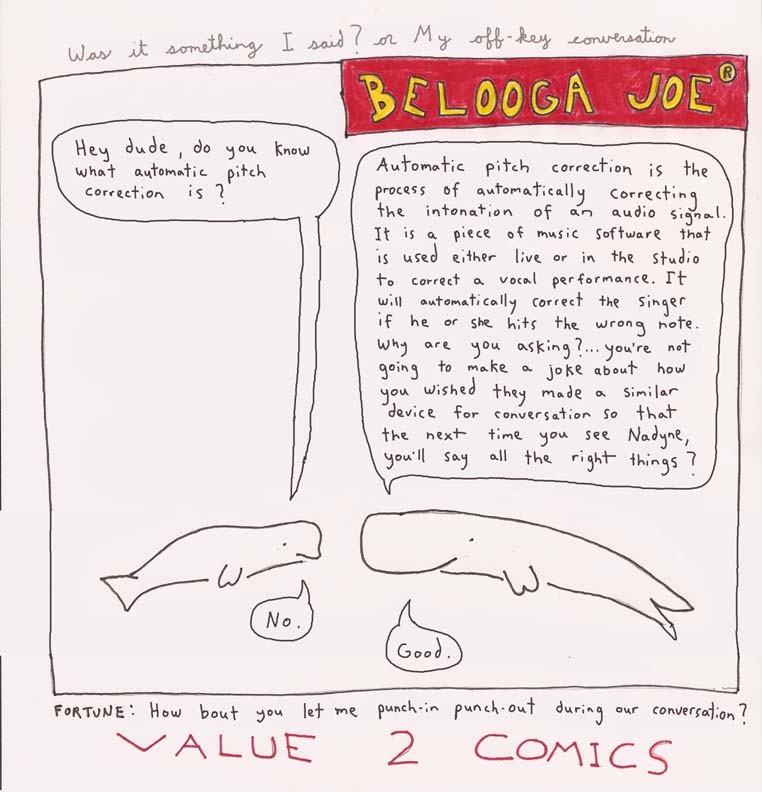 Was it something I said? or My off-key conversation
BELOOGA JOE®
Hey dude, do you know
what automatic pitch
correction is?
Automatic pitch correction is the
process of automatically correcting
the intonation of an audio signal.
It is a piece of music software that
is used either live or in the studio
to correct a vocal performance. It
will automatically correct the singer
if he or she hits the wrong note.
Why are you asking?...you're not
going to make a joke about how
you wished they made a similar
device for conversation so that
the next time you see Nadyne,
you'll say all the right things?
No.
Good.
FORTUNE: How bout you let me punch-in punch-out during our conversation?
VALUE 2 COMICS